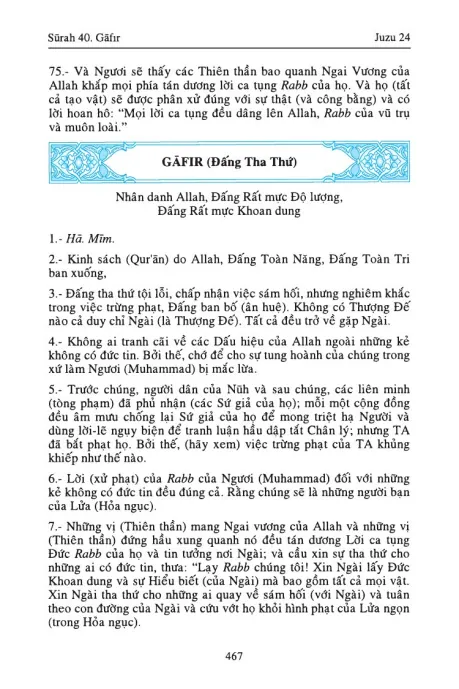 Sūrah 40. Gāfir Juzu 24
75.- Và Ngươi sẽ thấy các Thiên thần bao quanh Ngai Vương của
Allah khắp mọi phía tán dương lời ca tụng Rabb của họ. Và họ (tất
cả tạo vật) sẽ được phân xử đúng với sự thật (và công bằng) và có
lời hoan hô: “Mọi lời ca tụng đều dâng lên Allah, Rabb của vũ trụ
và muôn loài.”
GĀFIR (Đấng Tha Thứ)
Nhân danh Allah, Đấng Rất mực Độ lượng,
Đấng Rất mực Khoan dung
1.- Hā. Mīm.
2.- Kinh sách (Qur'ān) do Allah, Đấng Toàn Năng, Đấng Toàn Tri
ban xuống,
3.- Đấng tha thứ tội lỗi, chấp nhận việc sám hối, nhưng nghiêm khắc
trong việc trừng phạt, Đấng ban bố (ân huệ). Không có Thượng Đế
nào cả duy chỉ Ngài (là Thượng Đế). Tất cả đều trở về gặp Ngài.
4.- Không ai tranh cãi về các Dấu hiệu của Allah ngoài những kẻ
không có đức tin. Bởi thế, chớ để cho sự tung hoành của chúng trong
xứ làm Ngươi (Muhammad) bị mắc lừa.
5.- Trước chúng, người dân của Nūh và sau chúng, các liên minh
(tòng phạm) đã phủ nhận (các Sứ giả của họ); mỗi một cộng đồng
đều âm mưu chống lại Sứ giả của họ để mong triệt hạ Người và
dùng lời-lẽ ngụy biện để tranh luận hầu dập tắt Chân lý; nhưng TA
đã bắt phạt họ. Bởi thế, (hãy xem) việc trừng phạt của TA khủng
khiếp như thế nào.
6.- Lời (xử phạt) của Rabb của Ngươi (Muhammad) đối với những
kẻ không có đức tin đều đúng cả. Rằng chúng sẽ là những người bạn
của Lửa (Hỏa ngục).
7.- Những vị (Thiên thần) mang Ngai vương của Allah và những vị
(Thiên thần) đứng hầu xung quanh nó đều tán dương Lời ca tụng
Đức Rabb của họ và tin tưởng nơi Ngài; và cầu xin sự tha thứ cho
những ai có đức tin, thưa: “Lạy Rabb chúng tôi! Xin Ngài lấy Đức
Khoan dung và sự Hiểu biết (của Ngài) mà bao gồm tất cả mọi vật.
Xin Ngài tha thứ cho những ai quay về sám hối (với Ngài) và tuân
theo con đường của Ngài và cứu vớt họ khỏi hình phạt của Lửa ngọn
(trong Hỏa ngục).
467